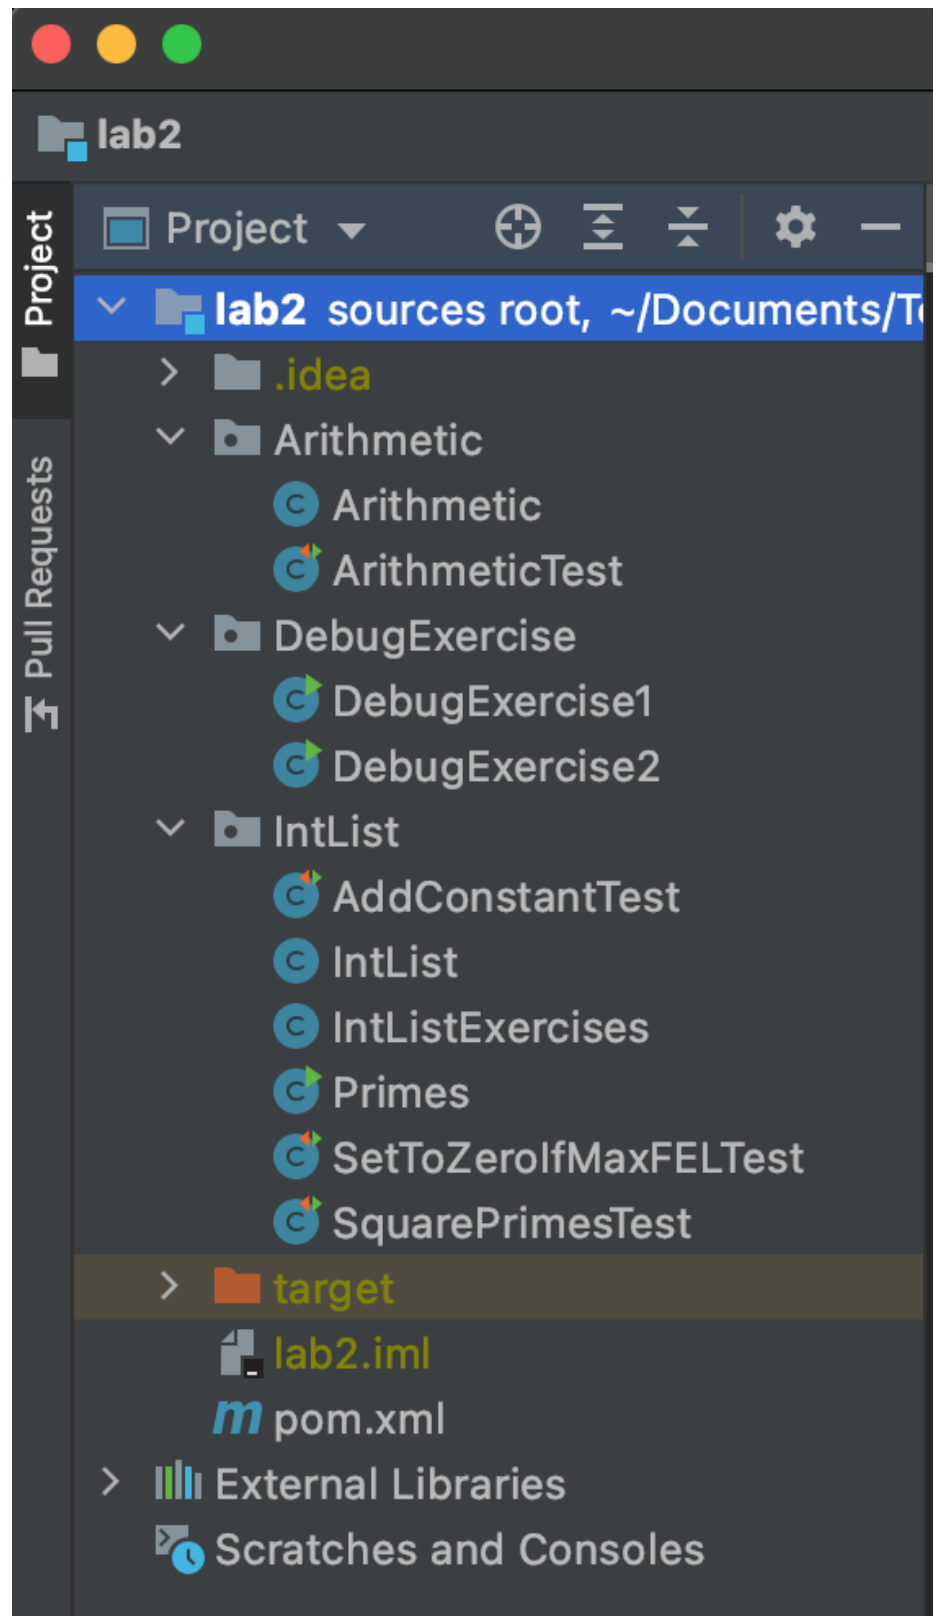 lab2
Project
Project
Pull Requests
lab2 sources root, ~/Documents/
.idea
Arithmetic
Arithmetic
ArithmeticTest
DebugExercise
DebugExercise1
DebugExercise2
IntList
AddConstantTest
IntList
IntListExercises
Primes
SetToZeroIfMaxFELTest
SquarePrimesTest
target
lab2.iml
pom.xml
External Libraries
Scratches and Consoles